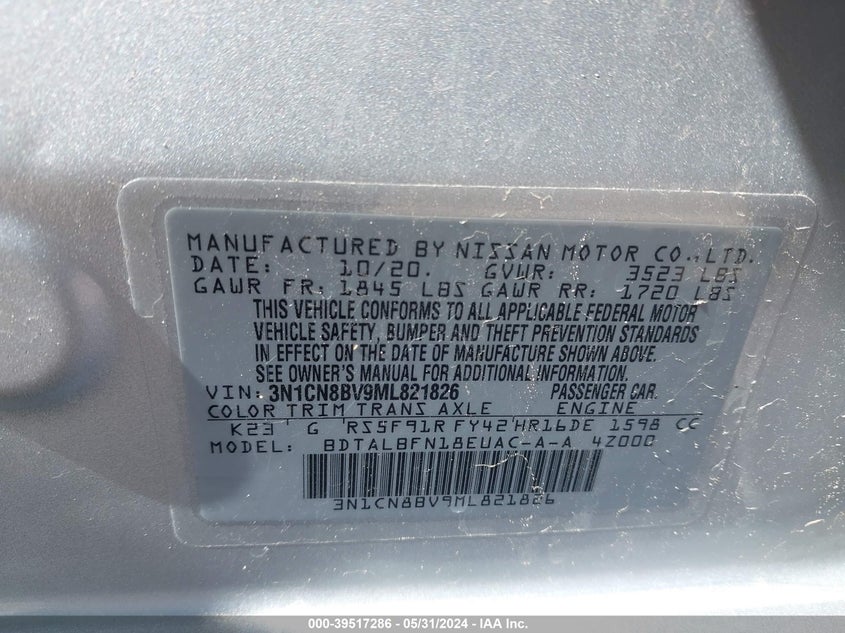 MANUFACTURED BY NISSAN MOTOR CO.,LTD.
DATE: 10/20. GVWR: 3523 LBS
GAWR FR: 1845 LBS GAWR RR: 1720 LBS
THIS VEHICLE CONFORMS TO ALL APPLICABLE FEDERAL MOTOR
VEHICLE SAFETY, BUMPER AND THEFT PREVENTION STANDARDS
IN EFFECT ON THE DATE OF MANUFACTURE SHOWN ABOVE.
SEE OWNER'S MANUAL FOR ADDITIONAL INFORMATION.
VIN: 3N1CN8BV9ML821826 PASSENGER CAR.
COLOR TRIM TRANS AXLE ENGINE
K23 G RS5F91R FY42 HR16DE 1598 CC
MODEL: BDTALBFN18EUAC-A-A 4Z000
3N1CN8BV9ML821826
000-39517286 - 05/31/2024 - IAA Inc.